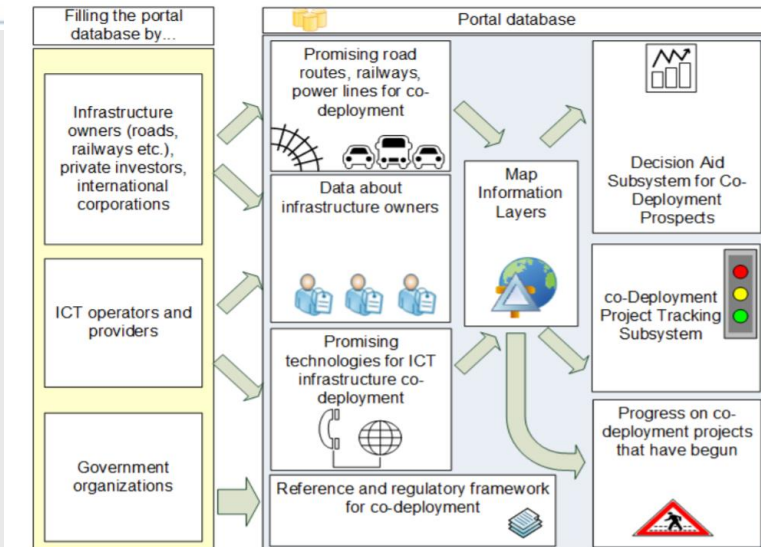 Filling the portal
database by...
Infrastructure
owners (roads,
railways etc.),
private investors,
international
corporations
ICT operators and
providers
Government
organizations
Portal database
Promising road
routes, railways,
power lines for co-
deployment
Data about
infrastructure owners
Promising
technologies for ICT
infrastructure co-
deployment
Reference and regulatory framework
for co-deployment
Map
Information
Layers
Decision Aid
Subsystem for Co-
Deployment
Prospects
co-Deployment
Project Tracking
Subsystem
Progress on co-
deployment projects
that have begun